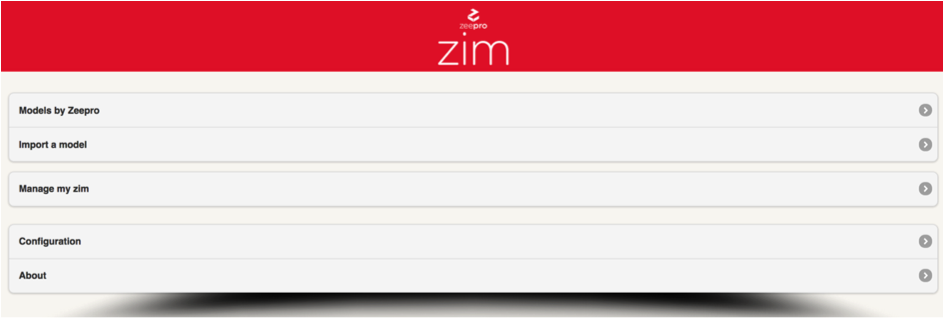 zeepro
zim
Models by Zeepro
Import a model
Manage my zim
Configuration
About